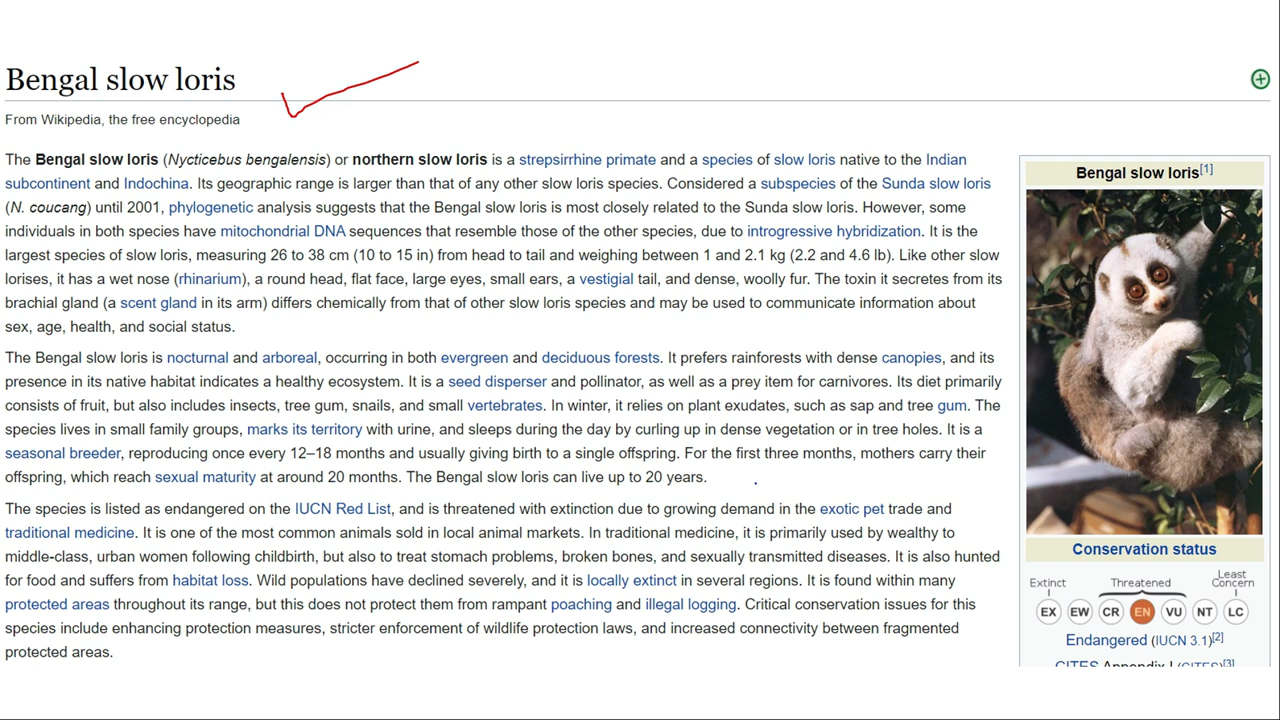 Bengal slow loris
From Wikipedia, the free encyclopedia
The Bengal slow loris (Nycticebus bengalensis) or northern slow loris is a strepsirrhine primate and a species of slow loris native to the Indian
subcontinent and Indochina. Its geographic range is larger than that of any other slow loris species. Considered a subspecies of the Sunda slow loris
(N. coucang) until 2001, phylogenetic analysis suggests that the Bengal slow loris is most closely related to the Sunda slow loris. However, some
individuals in both species have mitochondrial DNA sequences that resemble those of the other species, due to introgressive hybridization. It is the
largest species of slow loris, measuring 26 to 38 cm (10 to 15 in) from head to tail and weighing between 1 and 2.1 kg (2.2 and 4.6 lb). Like other slow
lorises, it has a wet nose (rhinarium), a round head, flat face, large eyes, small ears, a vestigial tail, and dense, woolly fur. The toxin it secretes from its
brachial gland (a scent gland in its arm) differs chemically from that of other slow loris species and may be used to communicate information about
sex, age, health, and social status.
The Bengal slow loris is nocturnal and arboreal, occurring in both evergreen and deciduous forests. It prefers rainforests with dense canopies, and its
presence in its native habitat indicates a healthy ecosystem. It is a seed disperser and pollinator, as well as a prey item for carnivores. Its diet primarily
consists of fruit, but also includes insects, tree gum, snails, and small vertebrates. In winter, it relies on plant exudates, such as sap and tree gum. The
species lives in small family groups, marks its territory with urine, and sleeps during the day by curling up in dense vegetation or in tree holes. It is a
seasonal breeder, reproducing once every 12–18 months and usually giving birth to a single offspring. For the first three months, mothers carry their
offspring, which reach sexual maturity at around 20 months. The Bengal slow loris can live up to 20 years.
The species is listed as endangered on the IUCN Red List, and is threatened with extinction due to growing demand in the exotic pet trade and
traditional medicine. It is one of the most common animals sold in local animal markets. In traditional medicine, it is primarily used by wealthy to
middle-class, urban women following childbirth, but also to treat stomach problems, broken bones, and sexually transmitted diseases. It is also hunted
for food and suffers from habitat loss. Wild populations have declined severely, and it is locally extinct in several regions. It is found within many
protected areas throughout its range, but this does not protect them from rampant poaching and illegal logging. Critical conservation issues for this
species include enhancing protection measures, stricter enforcement of wildlife protection laws, and increased connectivity between fragmented
protected areas.
Bengal slow loris[1]
Conservation status
Extinct Threatened Least Concern
EX EW CR EN VU NT LC
Endangered (IUCN 3.1)[2]
CITES Appendix I (CITES)[3]